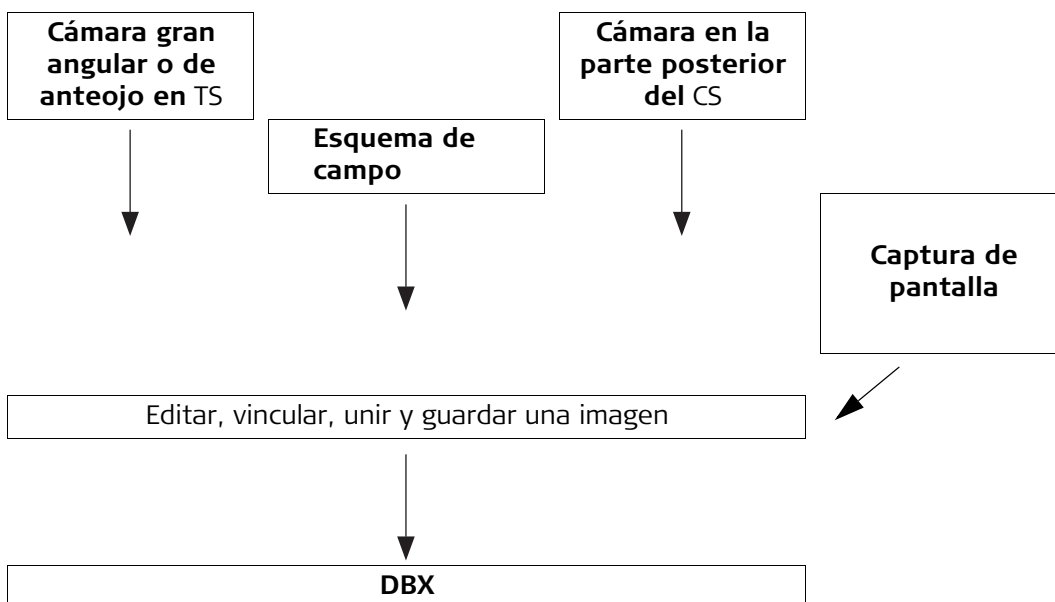 Cámara gran
angular o de
anteojo en TS
Cámara en la
parte posterior
del CS
Esquema de
campo
Captura de
pantalla
Editar, vincular, unir y guardar una imagen
DBX